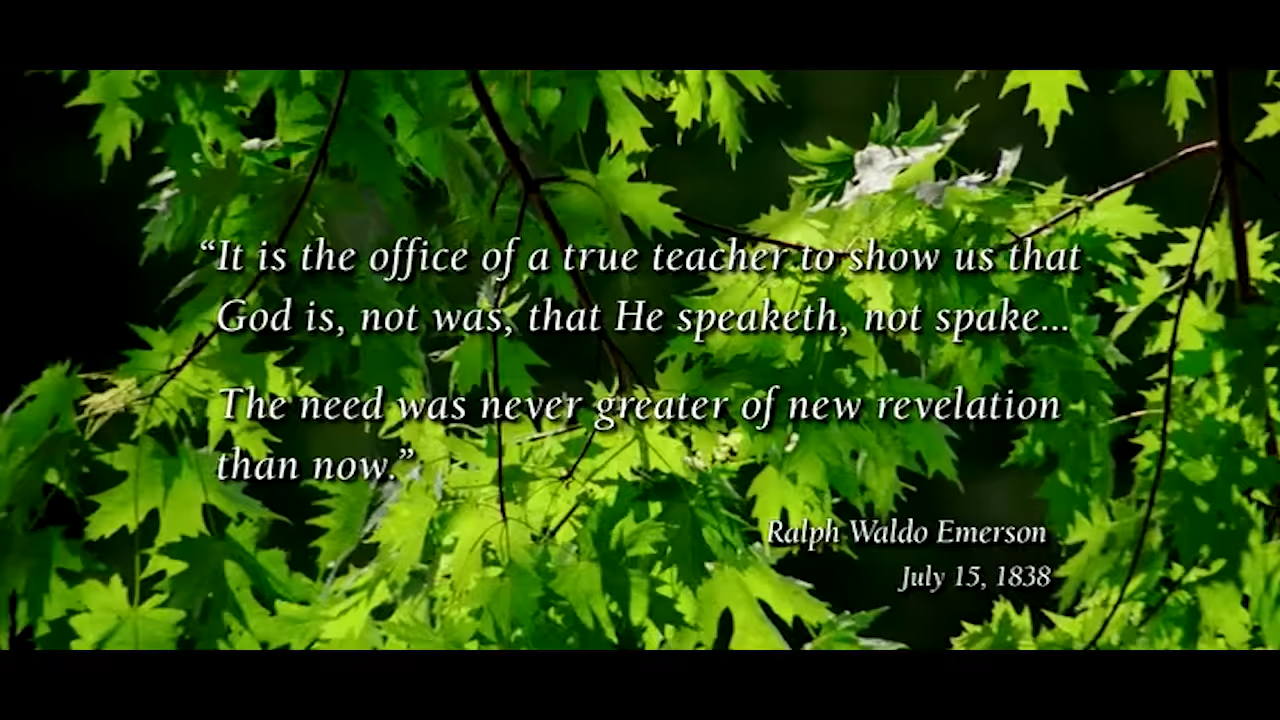 “It is the office of a true teacher to show us that
God is, not was, that He speaketh, not spake...
The need was never greater of new revelation
than now.”
Ralph Waldo Emerson
July 15, 1838